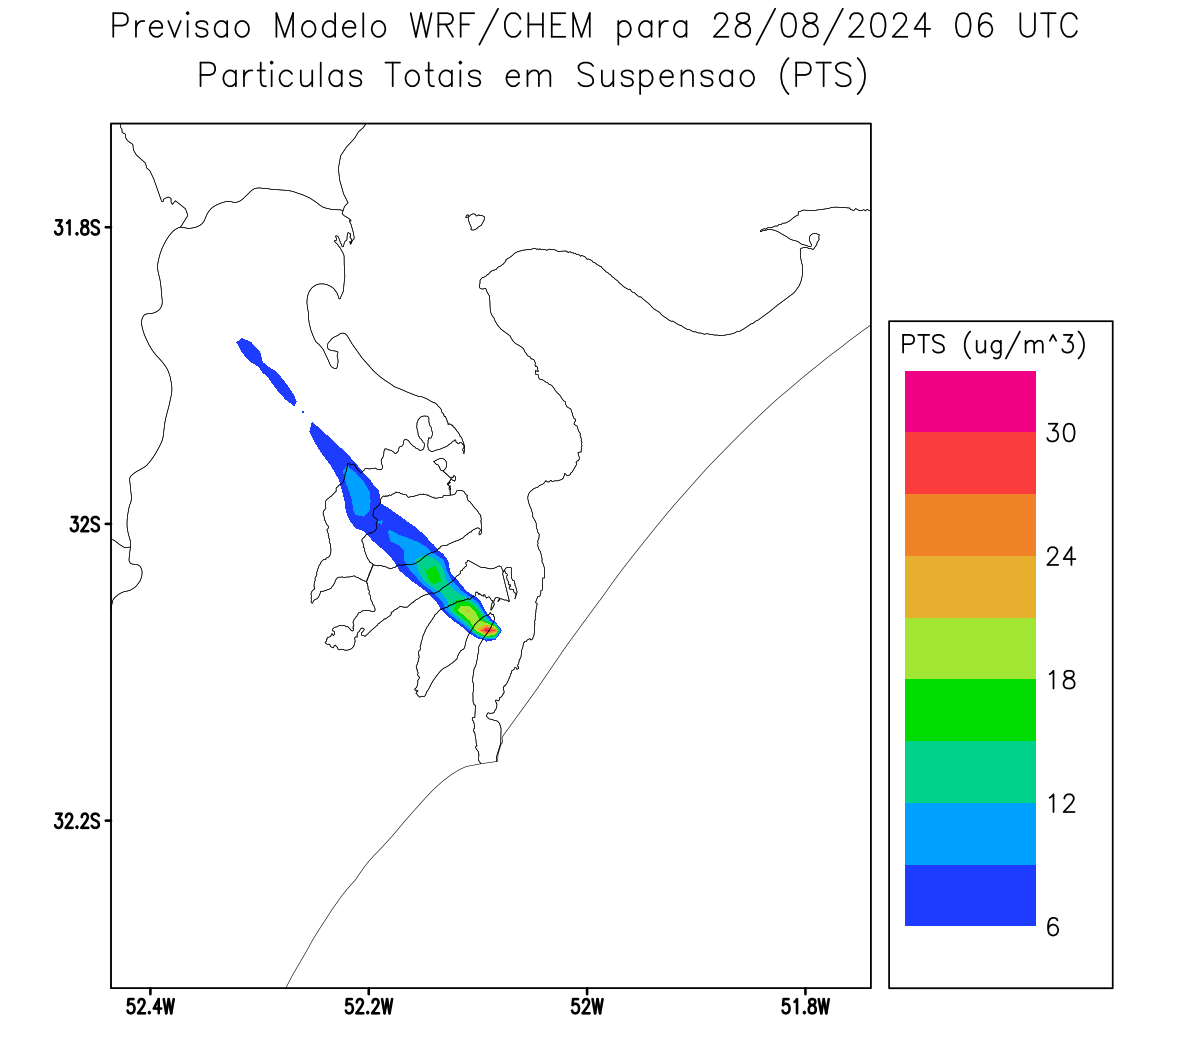 Previsao Modelo WRF/CHEM para 28/08/2024 06 UTC
Particulas Totais em Suspensao (PTS)
31.8S
32S
32.2S
52.4W
52.2W
52W
51.8W
PTS (ug/m^3)
30
24
18
12
6